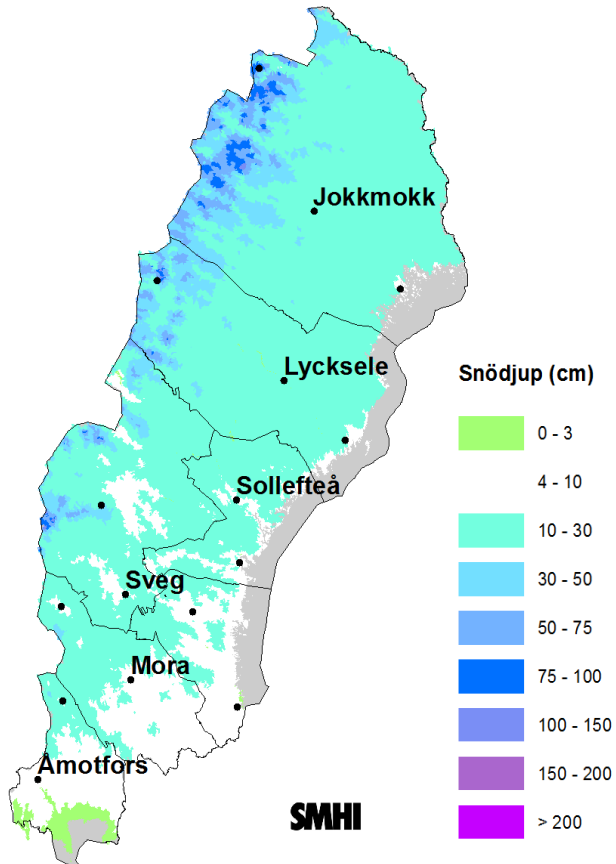 Jokkmokk
Lycksele
Snödjup (cm)
0 - 3
4 - 10
Sollefteå
10 - 30
30 - 50
Sveg
50 - 75
Mora
75 - 100
100 - 150
Åmotfors
150 - 200
SMHI
> 200